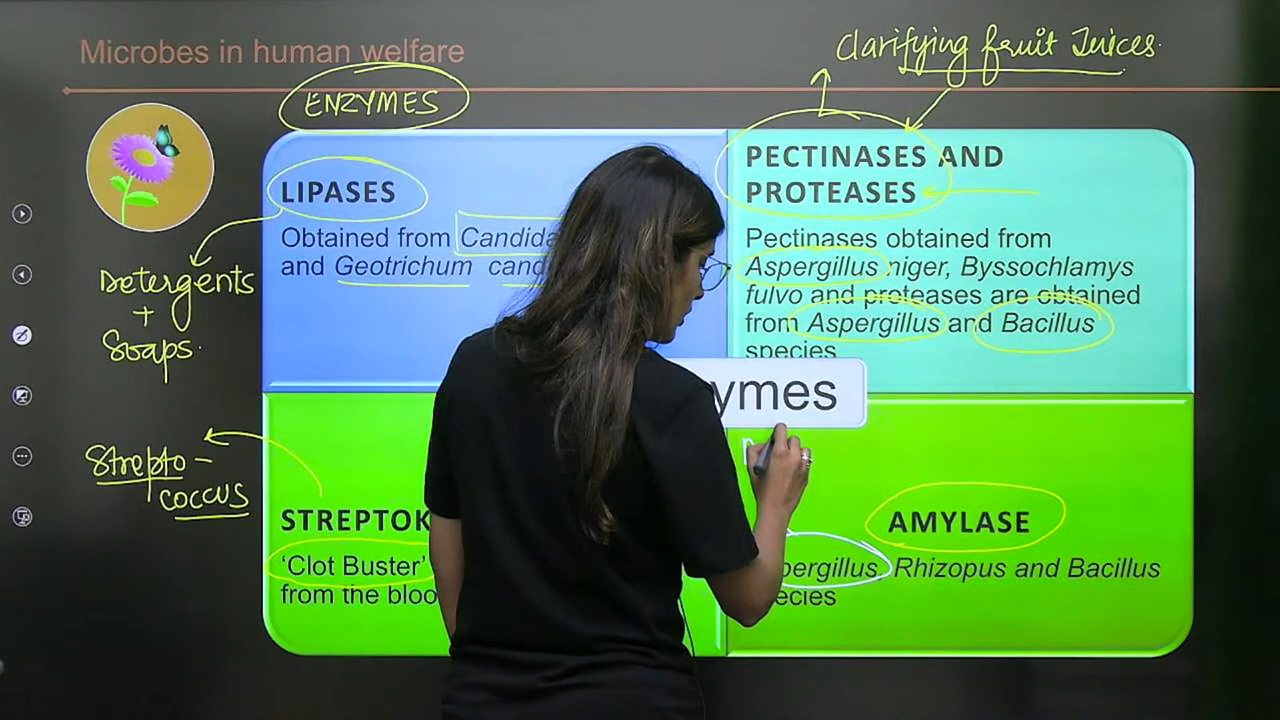 Microbes in human welfare
Clarifying fruit Juices.
ENZYMES
LIPASES
Obtained from Candida
and Geotrichum cand
Detergents
+
Soaps.
PECTINASES AND
PROTEASES
Pectinases obtained from
Aspergillus niger, Byssochlamys
fulvo and proteases are obtained
from Aspergillus and Bacillus
species
ymes
Strepto-
coccus
STREPTOK
'Clot Buster'
from the bloo
AMYLASE
pergillus, Rhizopus and Bacillus
ecies